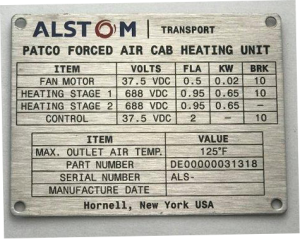 ALSTOM | TRANSPORT
PATCO FORCED AIR CAB HEATING UNIT
ITEM VOLTS FLA KW BRK
FAN MOTOR 37.5 VDC 0.5 0.02 10
HEATING STAGE 1 688 VDC 0.95 0.65 10
HEATING STAGE 2 688 VDC 0.95 0.65 -
CONTROL 37.5 VDC 2 - 10
ITEM VALUE
MAX. OUTLET AIR TEMP. 125°F
PART NUMBER DE00000031318
SERIAL NUMBER ALS-
MANUFACTURE DATE
Hornell, New York USA